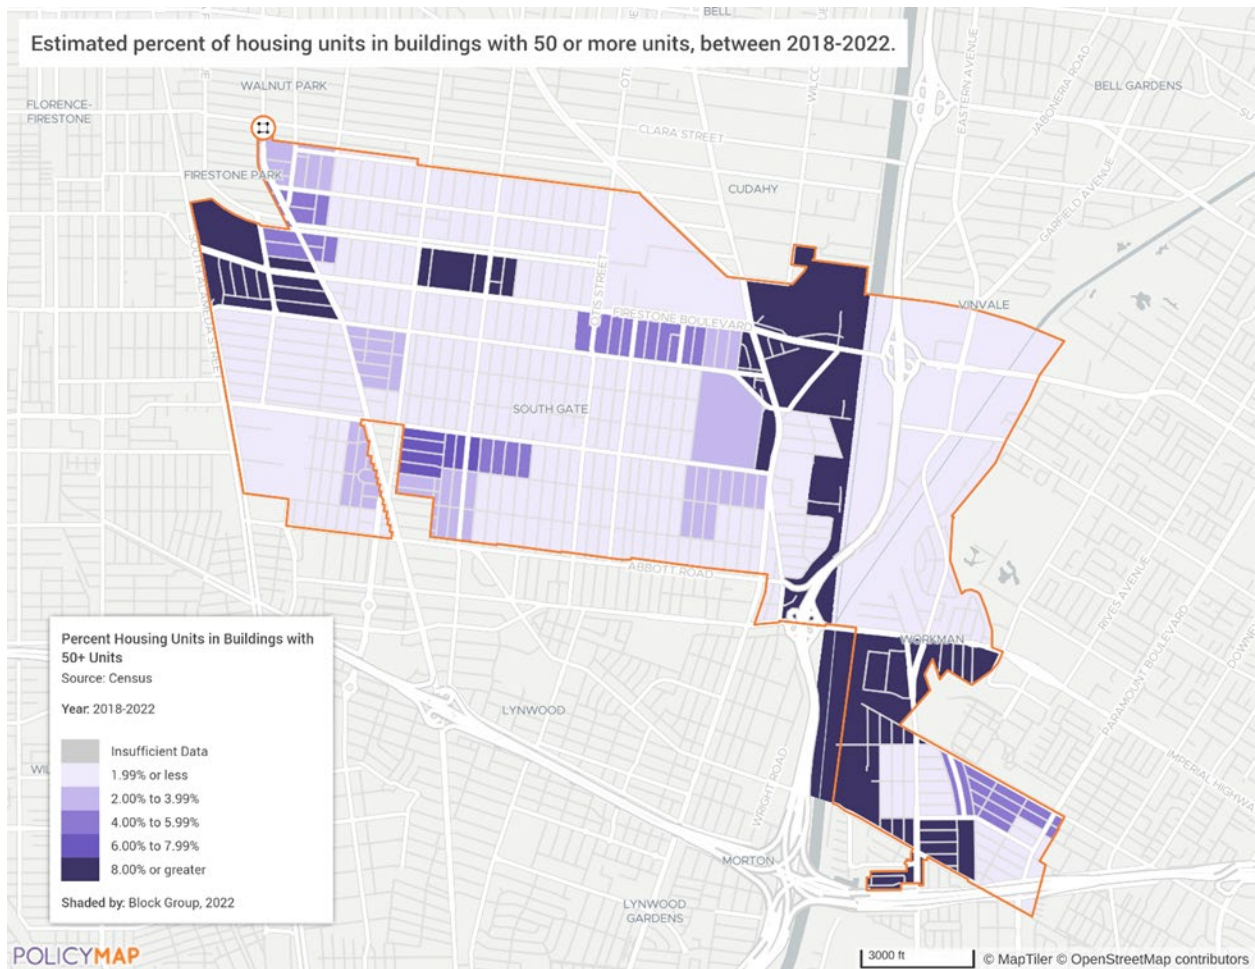 BELL
Estimated percent of housing units in buildings with 50 or more units, between 2018-2022.
WALNUT PARK
BELL GARDENS
FLORENCE-
FIRESTONE
EASTERN AVENUE
JABONERIA ROAD
CLARA STREET
FIRESTONE PARK
CUDAHY
GARFIELD AVENUE
SOUTH ALAMEDA STREET
OTIS STREET
VINVALE
FIRESTONE BOULEVARD
SOUTH GATE
ABBOTT ROAD
RIVES AVENUE
PARAMOUNT BOULEVARD
WORKMAN
Percent Housing Units in Buildings with
50+ Units
Source: Census
Year: 2018-2022
Insufficient Data
1.99% or less
2.00% to 3.99%
4.00% to 5.99%
6.00% to 7.99%
8.00% or greater
Shaded by: Block Group, 2022
LYNWOOD
WRIGHT ROAD
IMPERIAL HIGHW
MORTON
LYNWOOD
GARDENS
POLICYMAP
3000 ft
© MapTiler © OpenStreetMap contributors